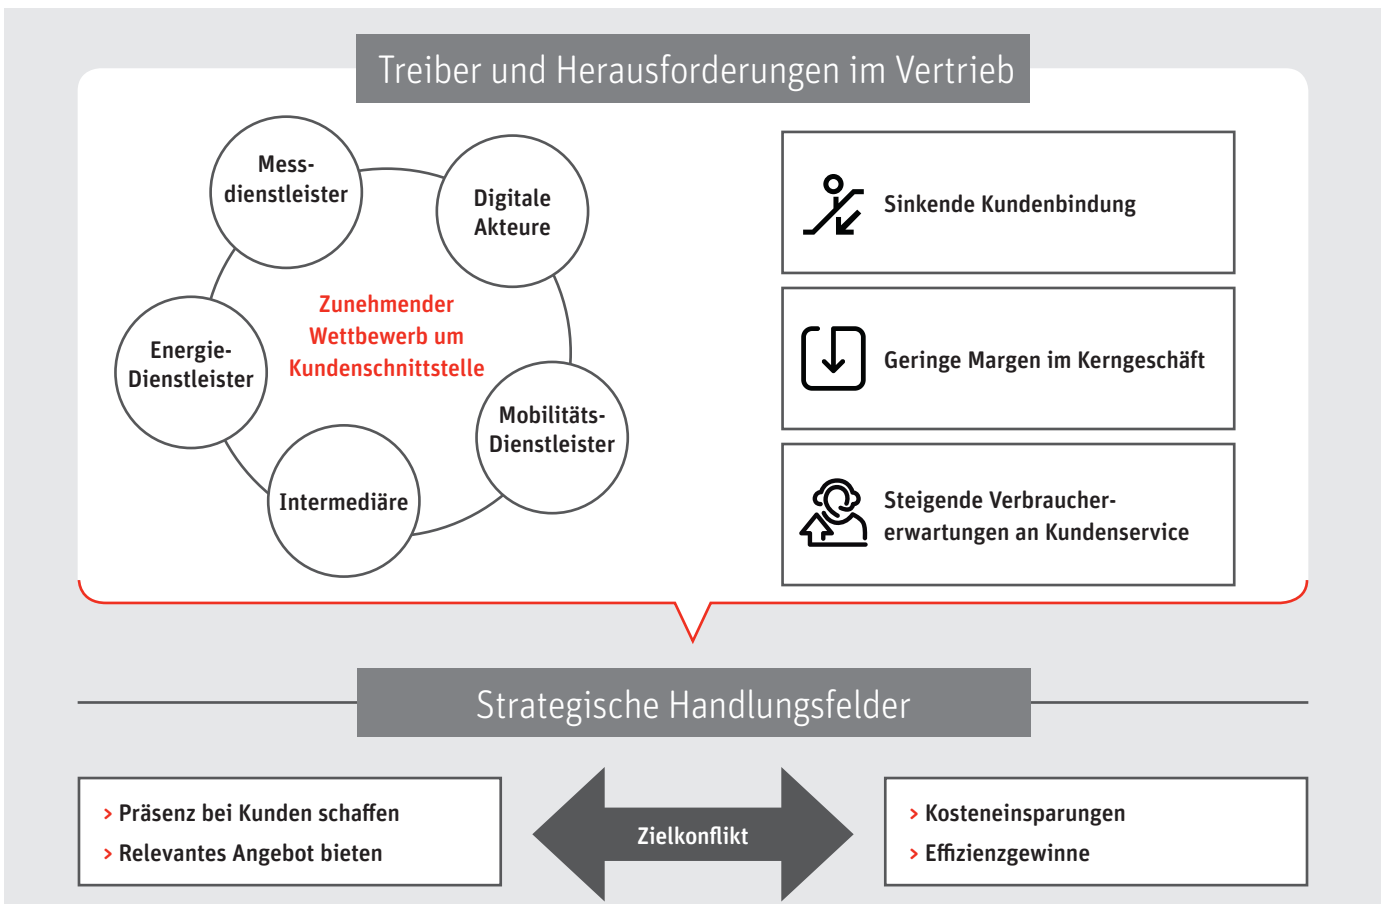 Treiber und Herausforderungen im Vertrieb
Mess-
dienstleister
Digitale
Akteure
Zunehmender
Wettbewerb um
Kundenschnittstelle
Energie-
Dienstleister
Mobilitäts-
Dienstleister
Intermediäre
Sinkende Kundenbindung
Geringe Margen im Kerngeschäft
Steigende Verbraucher-
erwartungen an Kundenservice
Strategische Handlungsfelder
> Präsenz bei Kunden schaffen
> Relevantes Angebot bieten
Zielkonflikt
> Kosteneinsparungen
> Effizienzgewinne